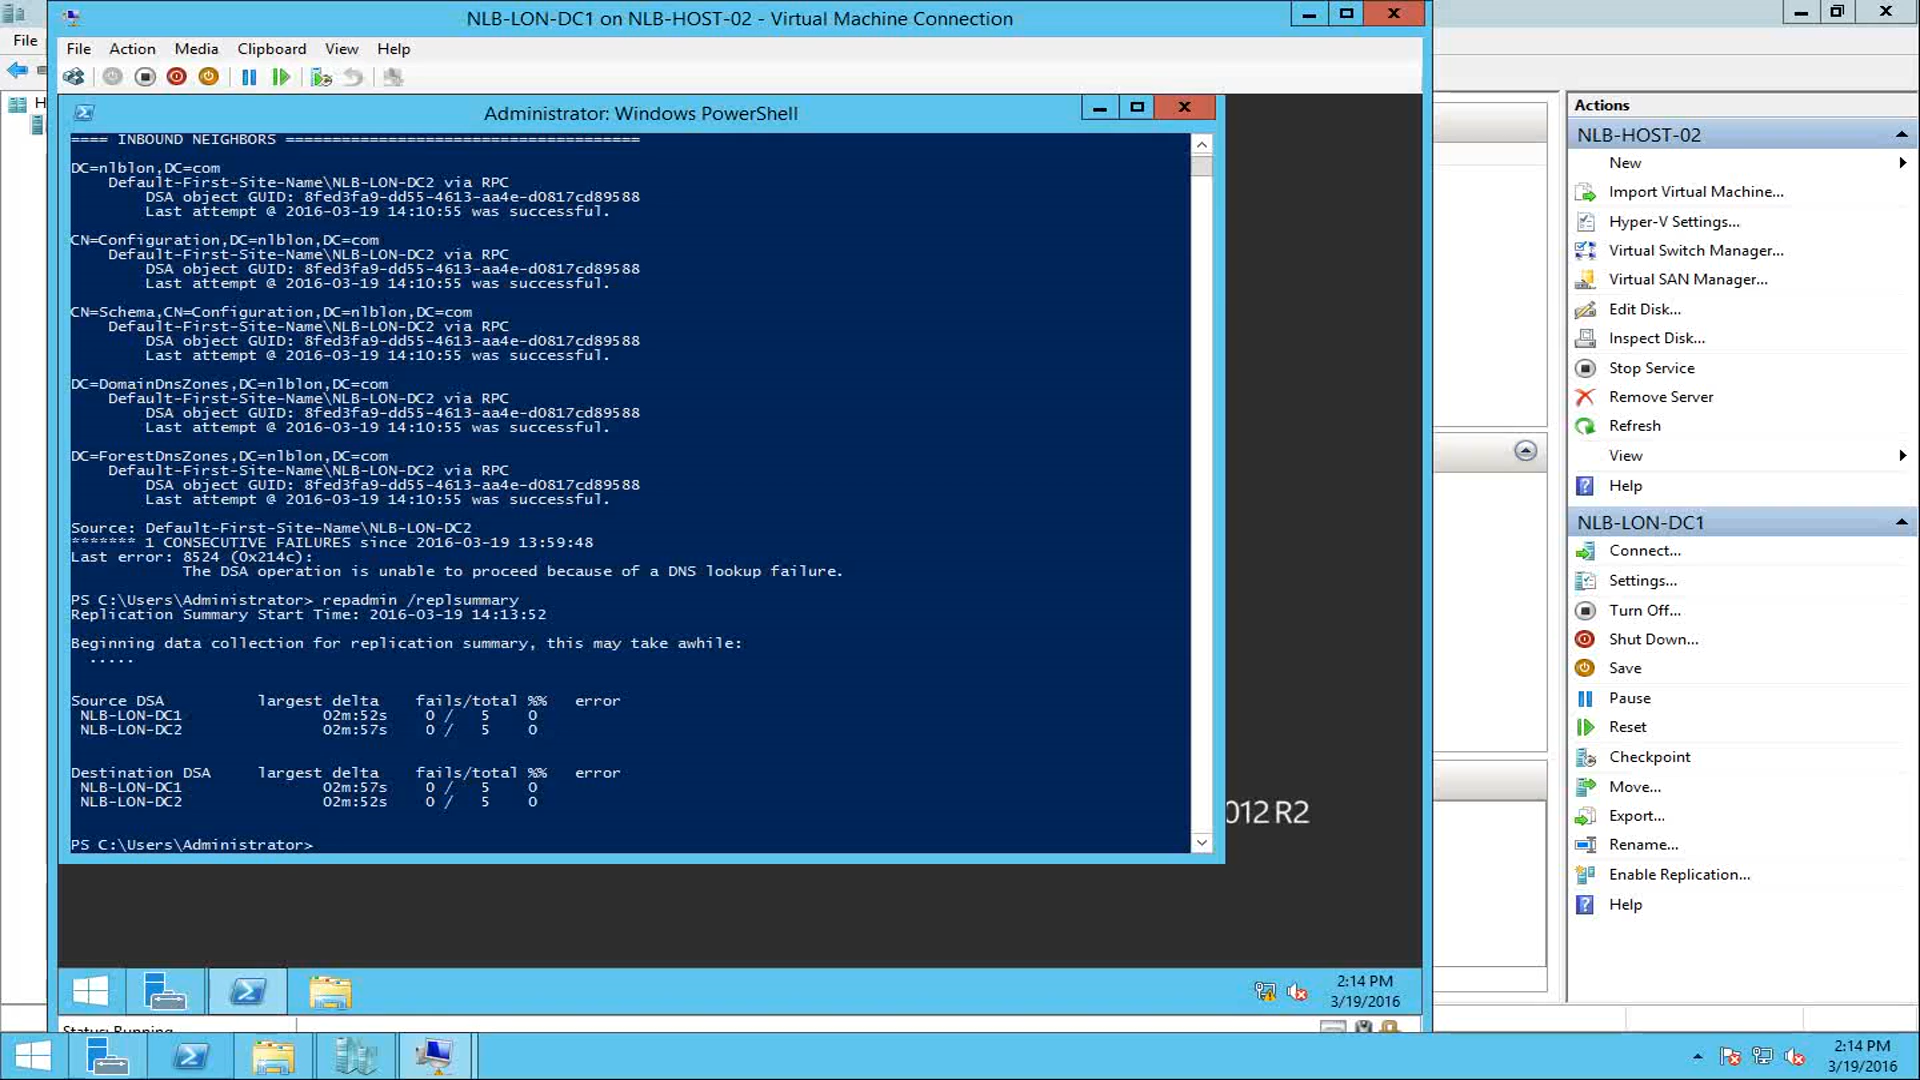 NLB-LON-DC1 on NLB-HOST-02 - Virtual Machine Connection
File
File Action Media Clipboard View Help
Administrator: Windows PowerShell
==== INBOUND NEIGHBORS ======================================
DC=nlblon,DC=com
Default-First-Site-Name\NLB-LON-DC2 via RPC
DSA object GUID: 8fed3fa9-dd55-4613-aa4e-d0817cd89588
Last attempt @ 2016-03-19 14:10:55 was successful.
CN=Configuration,DC=nlblon,DC=com
Default-First-Site-Name\NLB-LON-DC2 via RPC
DSA object GUID: 8fed3fa9-dd55-4613-aa4e-d0817cd89588
Last attempt @ 2016-03-19 14:10:55 was successful.
CN=Schema,CN=Configuration,DC=nlblon,DC=com
Default-First-Site-Name\NLB-LON-DC2 via RPC
DSA object GUID: 8fed3fa9-dd55-4613-aa4e-d0817cd89588
Last attempt @ 2016-03-19 14:10:55 was successful.
DC=DomainDnsZones,DC=nlblon,DC=com
Default-First-Site-Name\NLB-LON-DC2 via RPC
DSA object GUID: 8fed3fa9-dd55-4613-aa4e-d0817cd89588
Last attempt @ 2016-03-19 14:10:55 was successful.
DC=ForestDnsZones,DC=nlblon,DC=com
Default-First-Site-Name\NLB-LON-DC2 via RPC
DSA object GUID: 8fed3fa9-dd55-4613-aa4e-d0817cd89588
Last attempt @ 2016-03-19 14:10:55 was successful.
Source: Default-First-Site-Name\NLB-LON-DC2
******* 1 CONSECUTIVE FAILURES since 2016-03-19 13:59:48
Last error: 8524 (0x214c):
The DSA operation is unable to proceed because of a DNS lookup failure.
PS C:\Users\Administrator> repadmin /replsummary
Replication Summary Start Time: 2016-03-19 14:13:52
Beginning data collection for replication summary, this may take awhile:
.....
Source DSA largest delta fails/total %% error
NLB-LON-DC1 02m:52s 0 / 5 0
NLB-LON-DC2 02m:57s 0 / 5 0
Destination DSA largest delta fails/total %% error
NLB-LON-DC1 02m:57s 0 / 5 0
NLB-LON-DC2 02m:52s 0 / 5 0
PS C:\Users\Administrator>
012 R2
2:14 PM
3/19/2016
Status: Running
H
Actions
NLB-HOST-02
New
Import Virtual Machine...
Hyper-V Settings...
Virtual Switch Manager...
Virtual SAN Manager...
Edit Disk...
Inspect Disk...
Stop Service
Remove Server
Refresh
View
Help
NLB-LON-DC1
Connect...
Settings...
Turn Off...
Shut Down...
Save
Pause
Reset
Checkpoint
Move...
Export...
Rename...
Enable Replication...
Help
2:14 PM
3/19/2016